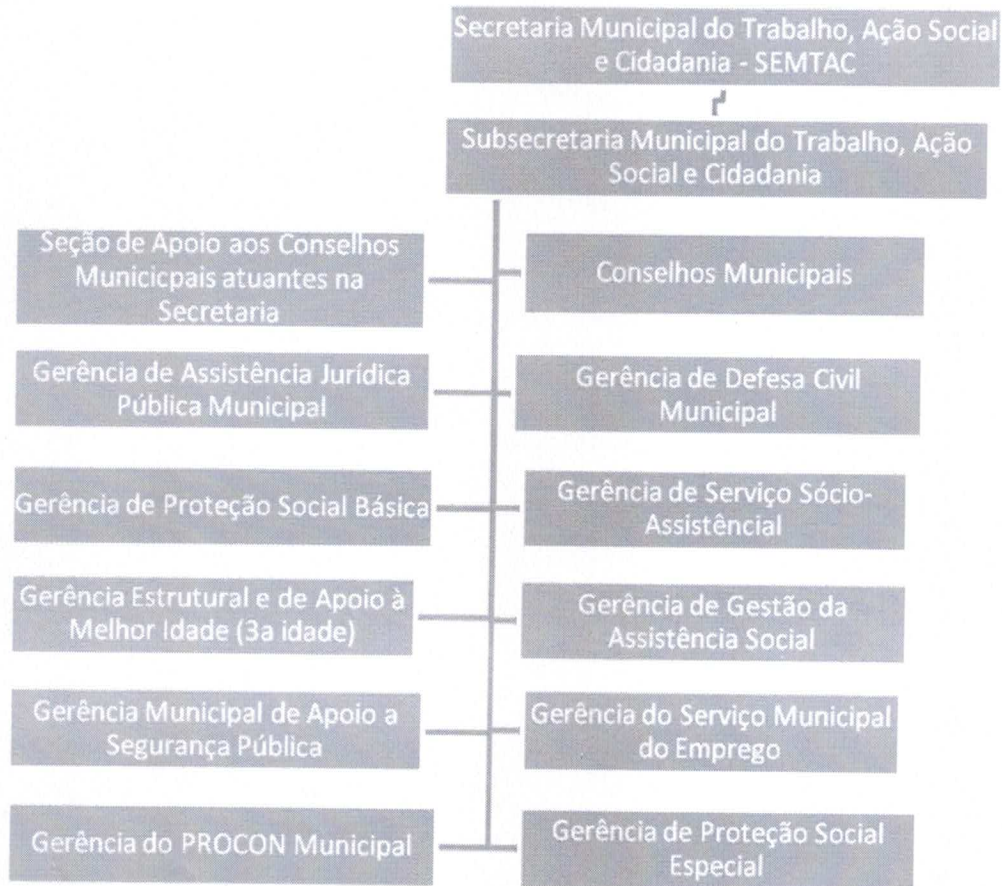 Secretaria Municipal do Trabalho, Ação Social
e Cidadania - SEMTAC
Subsecretaria Municipal do Trabalho, Ação
Social e Cidadania
Seção de Apoio aos Conselhos
Municicpais atuantes na
Secretaria
Conselhos Municipais
Gerência de Assistência Jurídica
Pública Municipal
Gerência de Defesa Civil
Municipal
Gerência de Proteção Social Básica
Gerência de Serviço Sócio-
Assistêncial
Gerência Estrutural e de Apoio à
Melhor Idade (3a idade)
Gerência de Gestão da
Assistência Social
Gerência Municipal de Apoio a
Segurança Pública
Gerência do Serviço Municipal
do Emprego
Gerência do PROCON Municipal
Gerência de Proteção Social
Especial